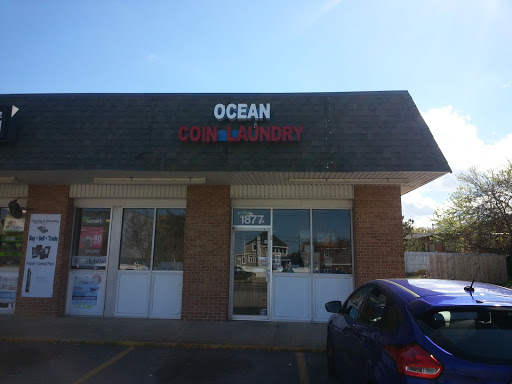 OCEAN
COIN LAUNDRY
1877
Buy • Sell • Trade